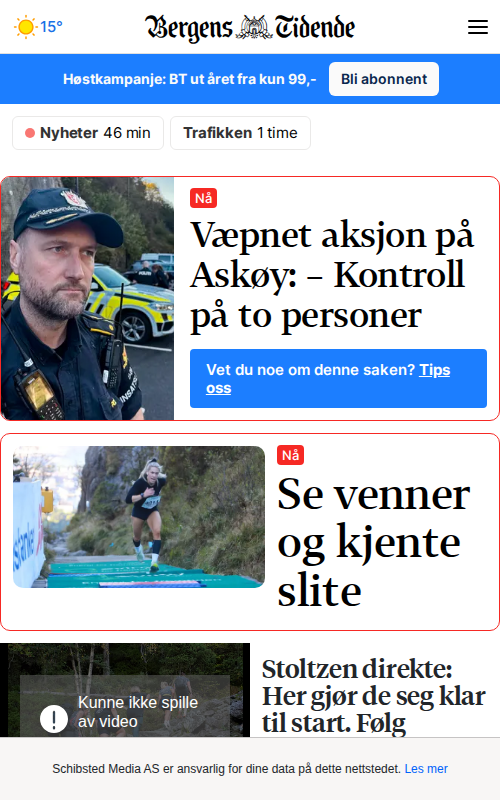 15°
Bergens Tidende
Høstkampanje: BT ut året fra kun 99,-
Bli abonnent
Nyheter 46 min
Trafikken 1 time
Nå
Væpnet aksjon på
Askøy: – Kontroll
på to personer
Vet du noe om denne saken? Tips
oss
Nå
Se venner
og kjente
slite
Kunne ikke spille
av video
Stoltzen direkte:
Her gjør de seg klar
til start. Følg
Schibsted Media AS er ansvarlig for dine data på dette nettstedet. Les mer